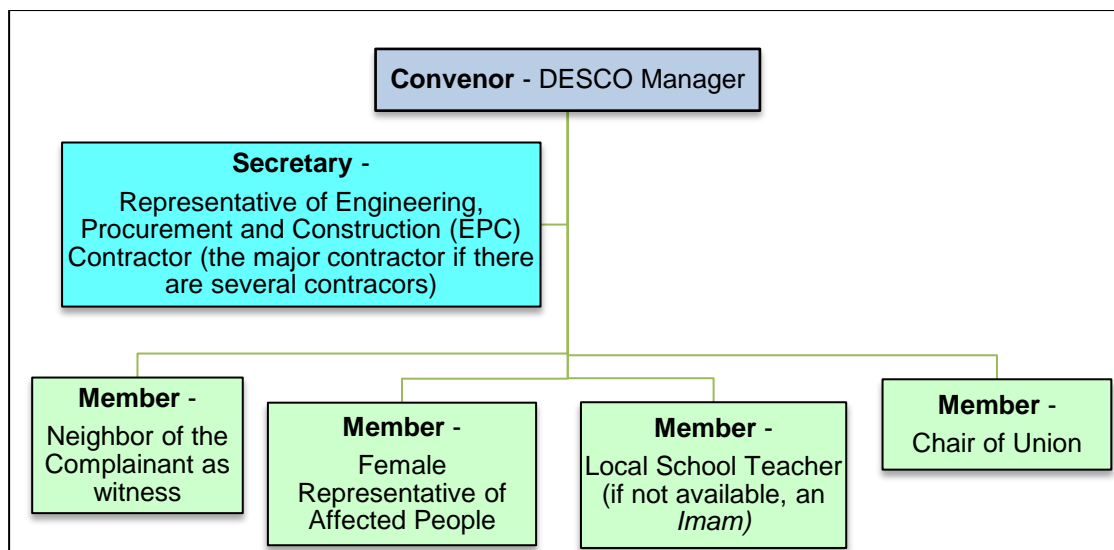 Convenor - DESCO Manager
Secretary -
Representative of Engineering,
Procurement and Construction (EPC)
Contractor (the major contractor if there
are several contracors)
Member -
Neighbor of the
Complainant as
witness
Member -
Female
Representative of
Affected People
Member -
Local School Teacher
(if not available, an
Imam)
Member -
Chair of Union